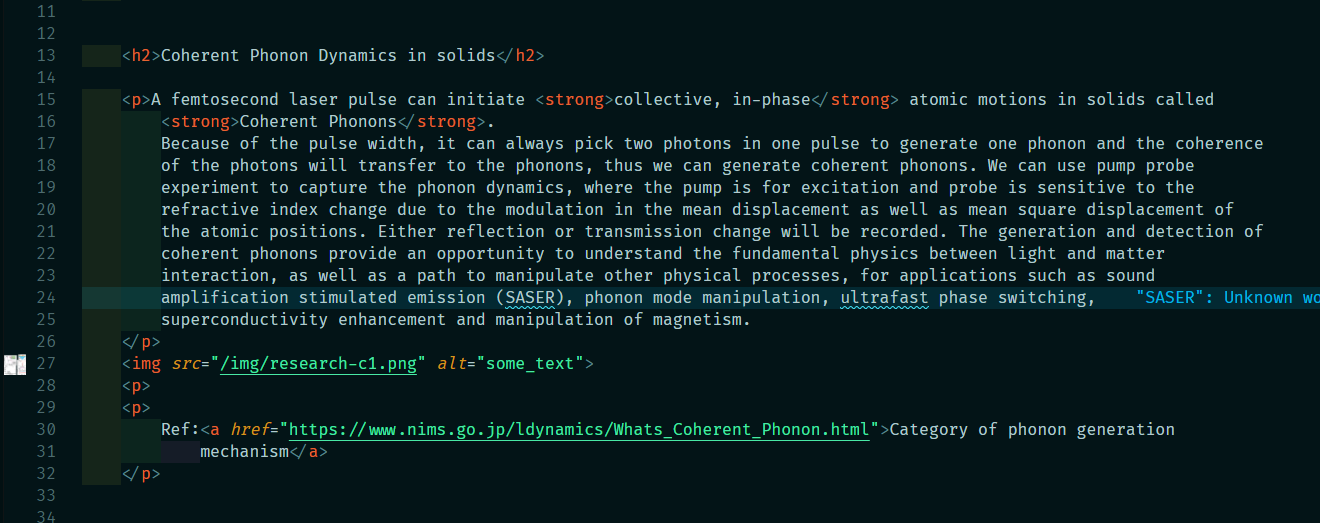 11
12
13 <h2>Coherent Phonon Dynamics in solids</h2>
14
15 <p>A femtosecond laser pulse can initiate <strong>collective, in-phase</strong> atomic motions in solids called
16 <strong>Coherent Phonons</strong>.
17 Because of the pulse width, it can always pick two photons in one pulse to generate one phonon and the coherence
18 of the photons will transfer to the phonons, thus we can generate coherent phonons. We can use pump probe
19 experiment to capture the phonon dynamics, where the pump is for excitation and probe is sensitive to the
20 refractive index change due to the modulation in the mean displacement as well as mean square displacement of
21 the atomic positions. Either reflection or transmission change will be recorded. The generation and detection of
22 coherent phonons provide an opportunity to understand the fundamental physics between light and matter
23 interaction, as well as a path to manipulate other physical processes, for applications such as sound
24 amplification stimulated emission (SASER), phonon mode manipulation, ultrafast phase switching, "SASER": Unknown wo
25 superconductivity enhancement and manipulation of magnetism.
26 </p>
27 <img src="/img/research-c1.png" alt="some_text">
28 <p>
29 <p>
30 Ref:<a href="https://www.nims.go.jp/ldynamics/Whats_Coherent_Phonon.html">Category of phonon generation
31 mechanism</a>
32 </p>
33
34